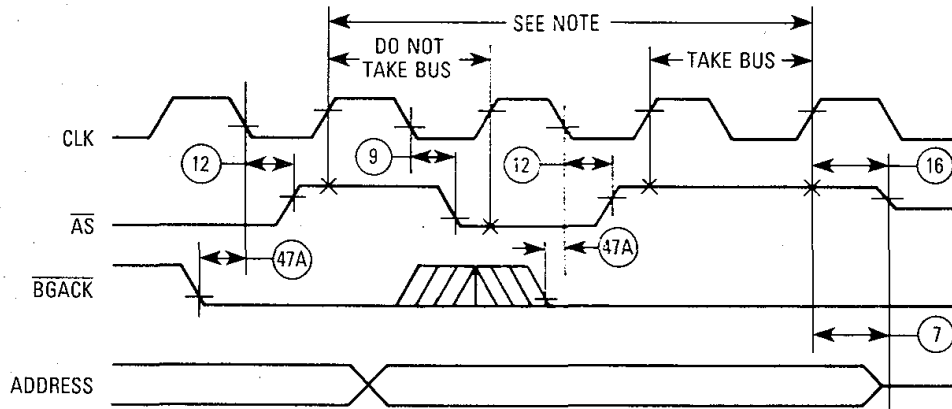 SEE NOTE
DO NOT
TAKE BUS
TAKE BUS
CLK
12
9
12
16
AS
47A
47A
BGACK
7
ADDRESS